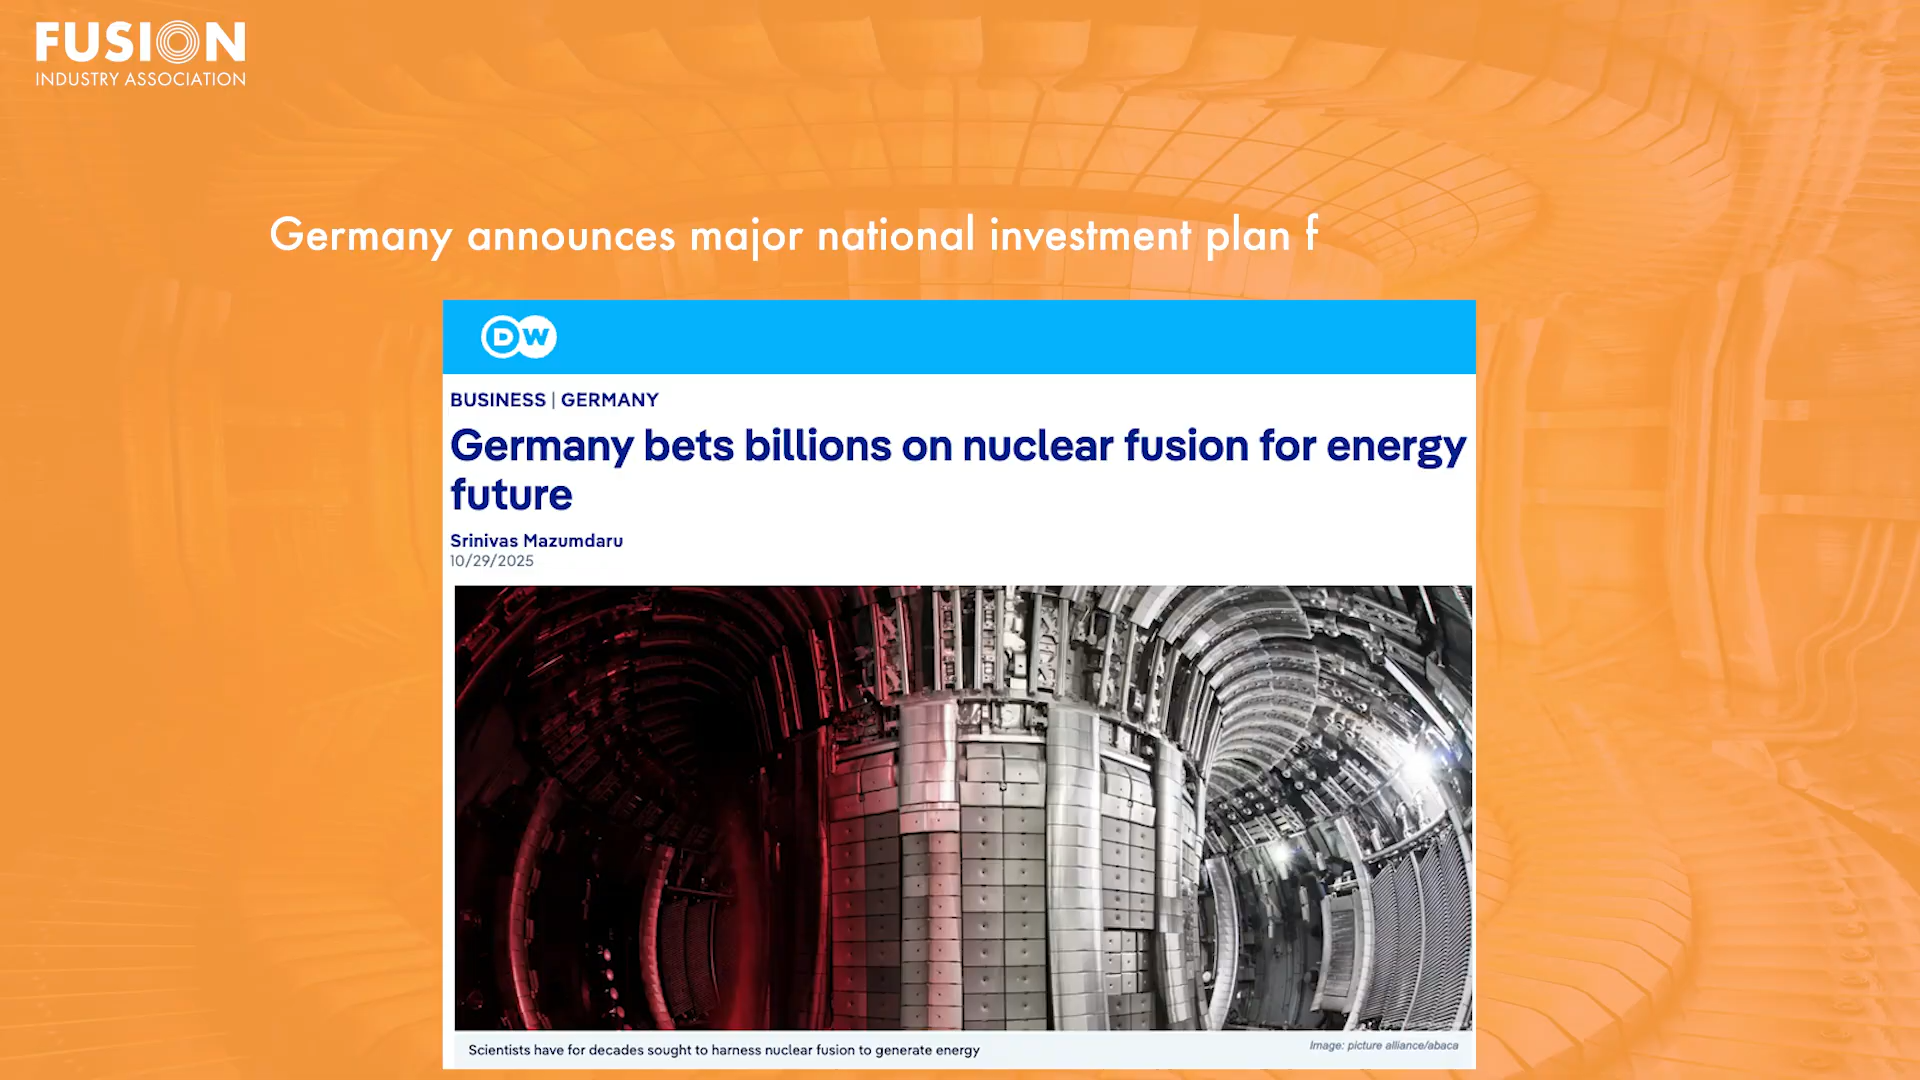 FUSION
INDUSTRY ASSOCIATION
Germany announces major national investment plan f
DW
BUSINESS | GERMANY
Germany bets billions on nuclear fusion for energy
future
Srinivas Mazumdaru
10/29/2025
Scientists have for decades sought to harness nuclear fusion to generate energy
Image: picture alliance/abaca